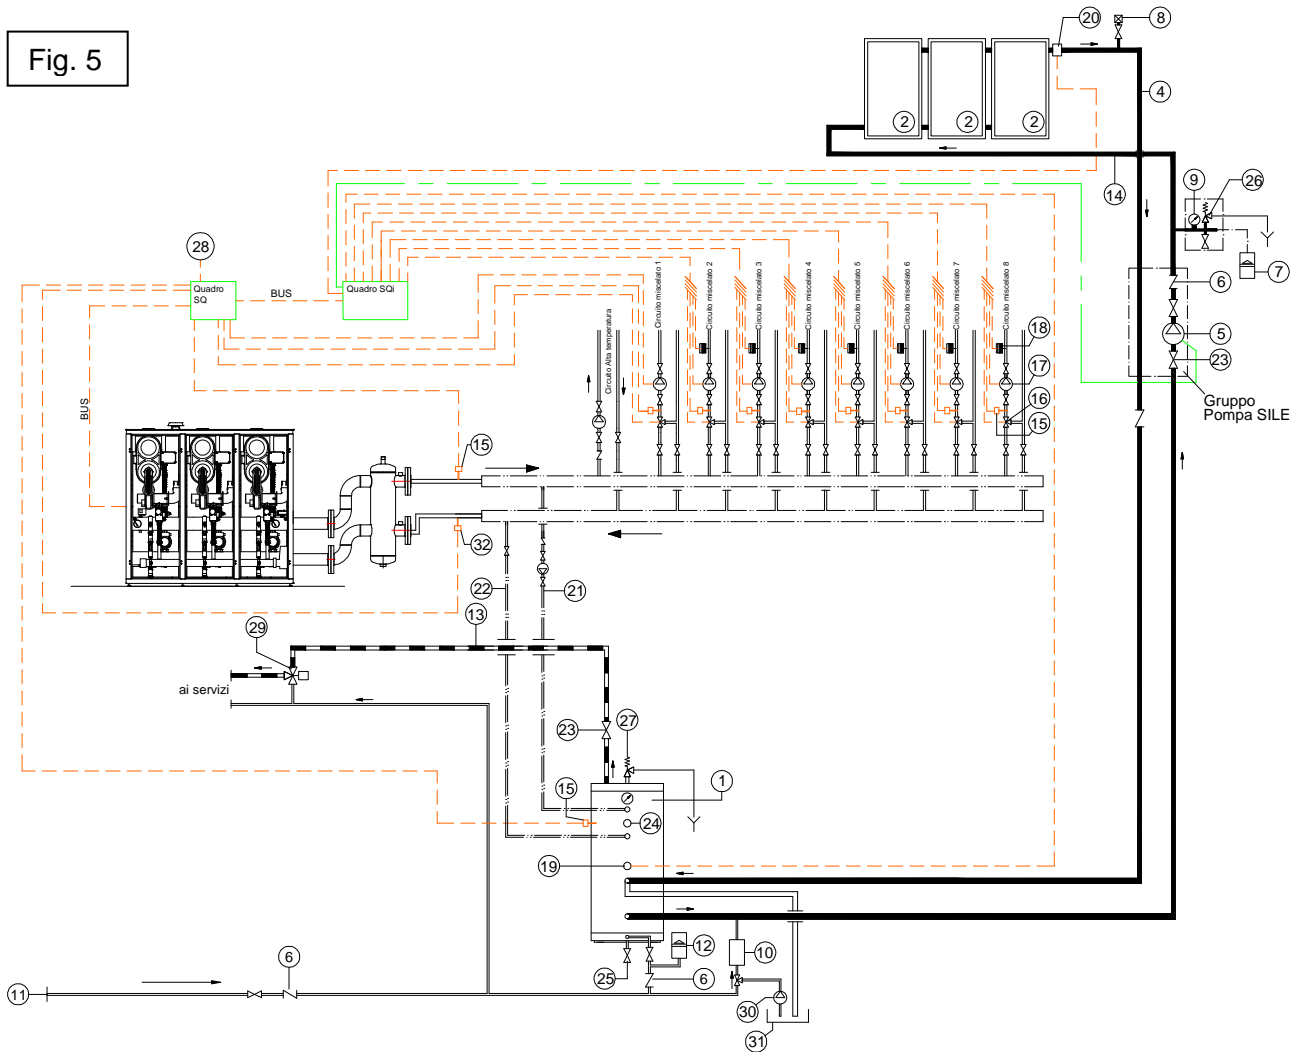 Fig. 5
20
8
4
2
2
2
14
9
26
7
6
5
23
Gruppo
Pompa SILE
28
Quadro
SQ
BUS
Quadro SQi
BUS
Circuito Alta temperatura
Circuito miscelato 1
Circuito miscelato 2
Circuito miscelato 3
Circuito miscelato 4
Circuito miscelato 5
Circuito miscelato 6
Circuito miscelato 7
Circuito miscelato 8
18
17
16
15
15
32
22
21
13
29
ai servizi
23
27
1
15
24
19
12
25
6
10
6
11
30
31